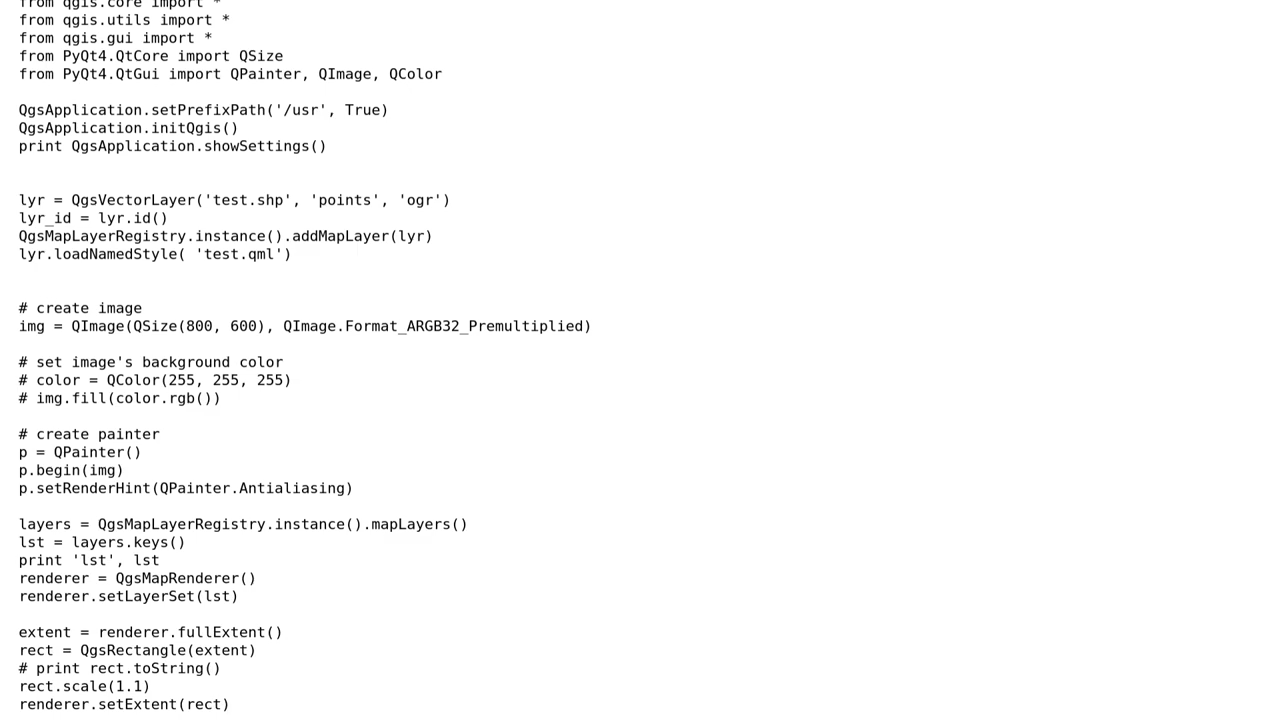 from qgis.core import *
from qgis.utils import *
from qgis.gui import *
from PyQt4.QtCore import QSize
from PyQt4.QtGui import QPainter, QImage, QColor

QgsApplication.setPrefixPath('/usr', True)
QgsApplication.initQgis()
print QgsApplication.showSettings()


lyr = QgsVectorLayer('test.shp', 'points', 'ogr')
lyr_id = lyr.id()
QgsMapLayerRegistry.instance().addMapLayer(lyr)
lyr.loadNamedStyle( 'test.qml')


# create image
img = QImage(QSize(800, 600), QImage.Format_ARGB32_Premultiplied)

# set image's background color
# color = QColor(255, 255, 255)
# img.fill(color.rgb())

# create painter
p = QPainter()
p.begin(img)
p.setRenderHint(QPainter.Antialiasing)

layers = QgsMapLayerRegistry.instance().mapLayers()
lst = layers.keys()
print 'lst', lst
renderer = QgsMapRenderer()
renderer.setLayerSet(lst)

extent = renderer.fullExtent()
rect = QgsRectangle(extent)
# print rect.toString()
rect.scale(1.1)
renderer.setExtent(rect)